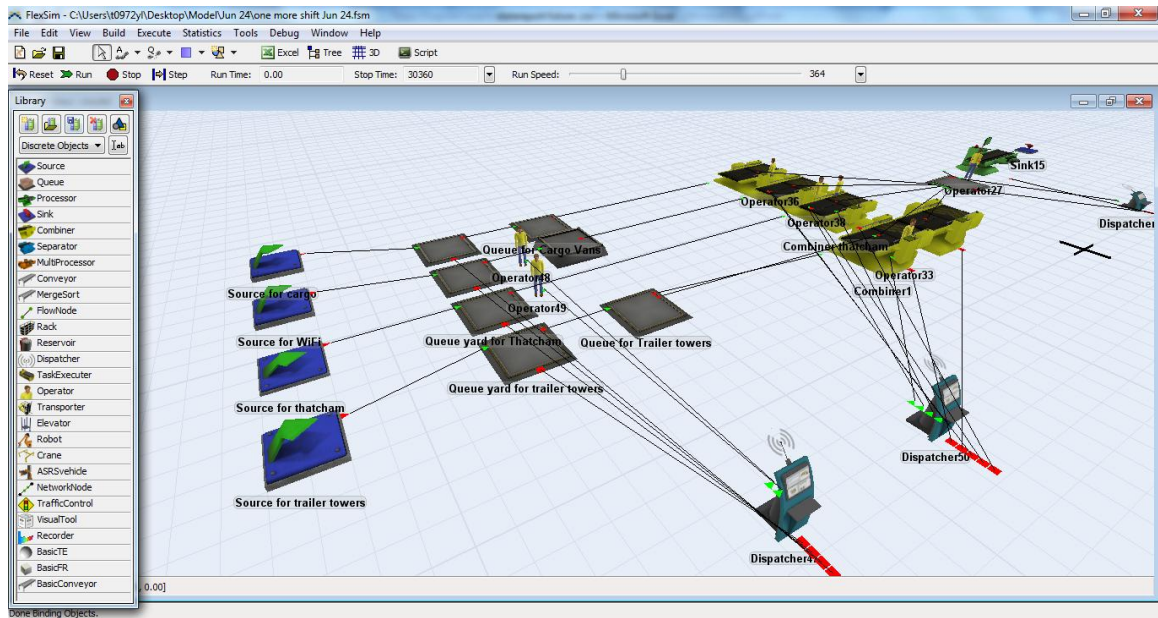 FlexSim - C:\Users\t0972yl\Desktop\Model\Jun 24\one more shift Jun 24.fsm
File Edit View Build Execute Statistics Tools Debug Window Help
Excel Tree 3D Script
Reset Run Stop Step Run Time: 0.00 Stop Time: 30360 Run Speed: 364
Library
Discrete Objects
Source
Queue
Processor
Sink
Combiner
Separator
MultiProcessor
Conveyor
MergeSort
FlowNode
Rack
Reservoir
Dispatcher
TaskExecuter
Operator
Transporter
Elevator
Robot
Crane
ASRSvehicle
NetworkNode
TrafficControl
VisualTool
Recorder
BasicTE
BasicFR
BasicConveyor
Sink15
Operator27
Operator36
Dispatcher
Operator38
Combiner thatcham
Queue for Cargo Vans
Operator33
Operator48
Combiner1
Source for cargo
Operator49
Source for WiFi
Queue yard for Thatcham
Queue for Trailer towers
Queue yard for trailer towers
Source for thatcham
Dispatcher50
Source for trailer towers
Dispatcher47
, 0.00]
Done Binding Objects.